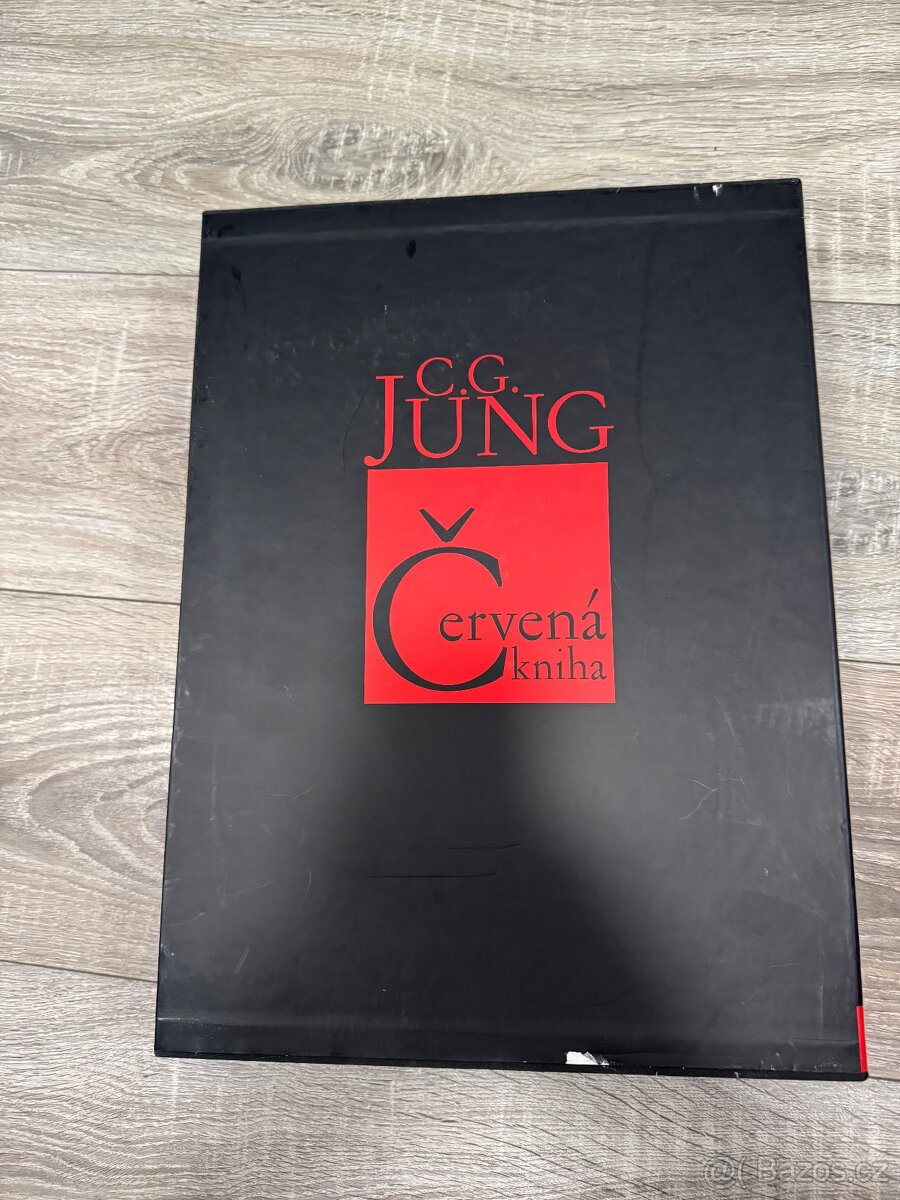 C.G.
JUNG
Červená
kniha
@( Bazos.cz